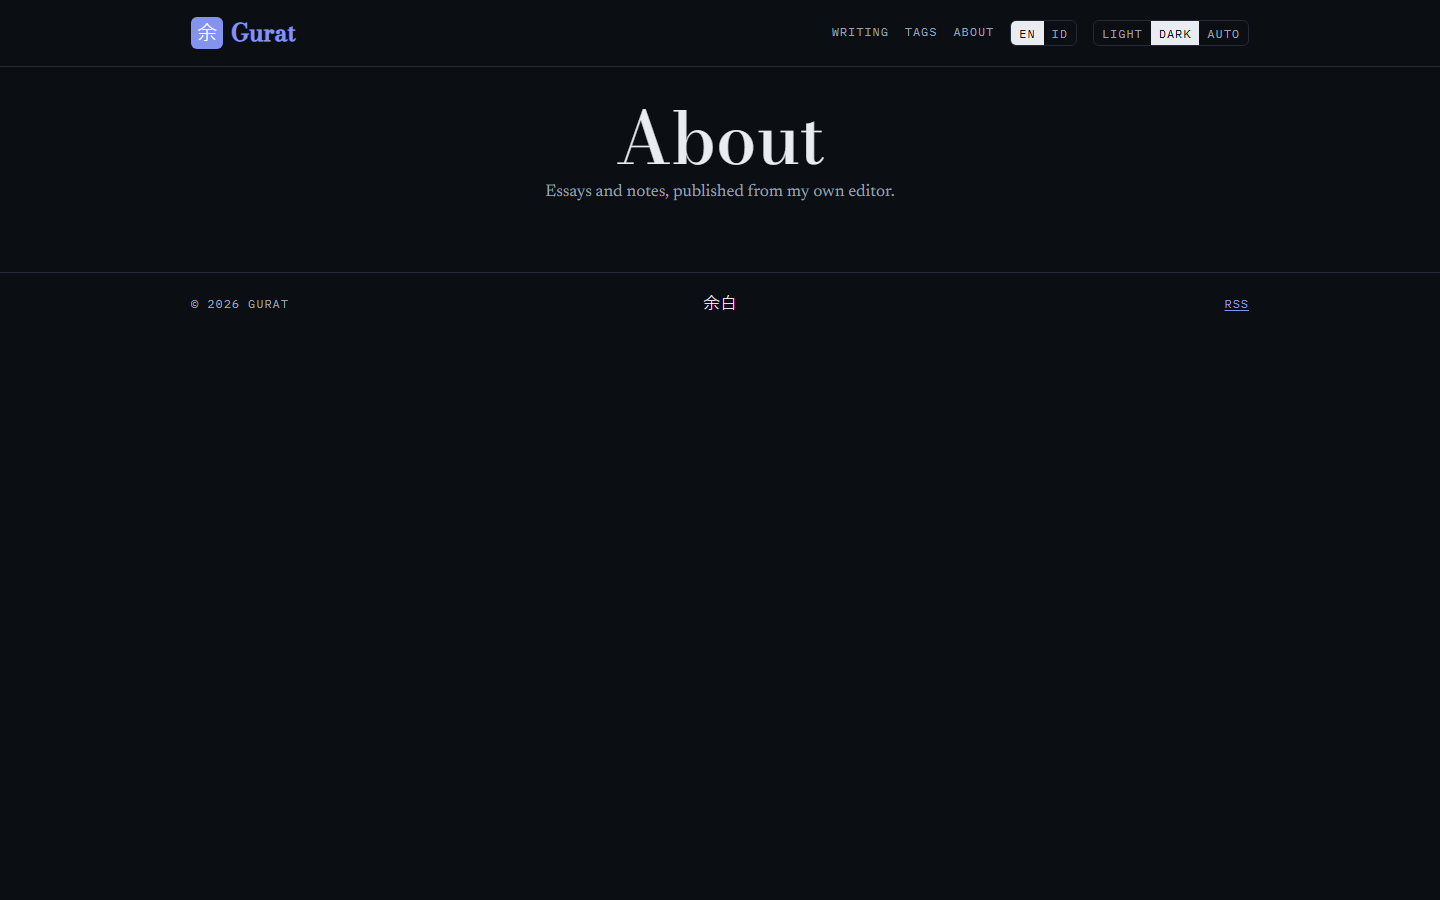 余 Gurat
WRITING TAGS ABOUT EN ID LIGHT DARK AUTO
About
Essays and notes, published from my own editor.
© 2026 GURAT
余白
RSS